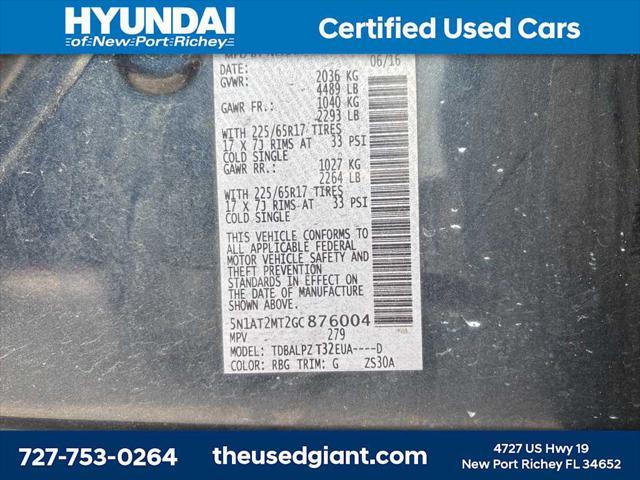 HYUNDAI
of New Port Richey
Certified Used Cars
MFD BY
DATE: 06/16
GVWR: 2036 KG
4489 LB
GAWR FR.: 1040 KG
2293 LB
WITH 225/65R17 TIRES
17 X 7J RIMS AT 33 PSI
COLD SINGLE
GAWR RR.: 1027 KG
2264 LB
WITH 225/65R17 TIRES
17 X 7J RIMS AT 33 PSI
COLD SINGLE
THIS VEHICLE CONFORMS TO
ALL APPLICABLE FEDERAL
MOTOR VEHICLE SAFETY AND
THEFT PREVENTION
STANDARDS IN EFFECT ON
THE DATE OF MANUFACTURE
SHOWN ABOVE.
5N1AT2MT2GC876004
MPV 279
MODEL: TDBALPZ T32EUA----D
COLOR: RBG TRIM: G ZS30A
727-753-0264
theusedgiant.com
4727 US Hwy 19
New Port Richey FL 34652